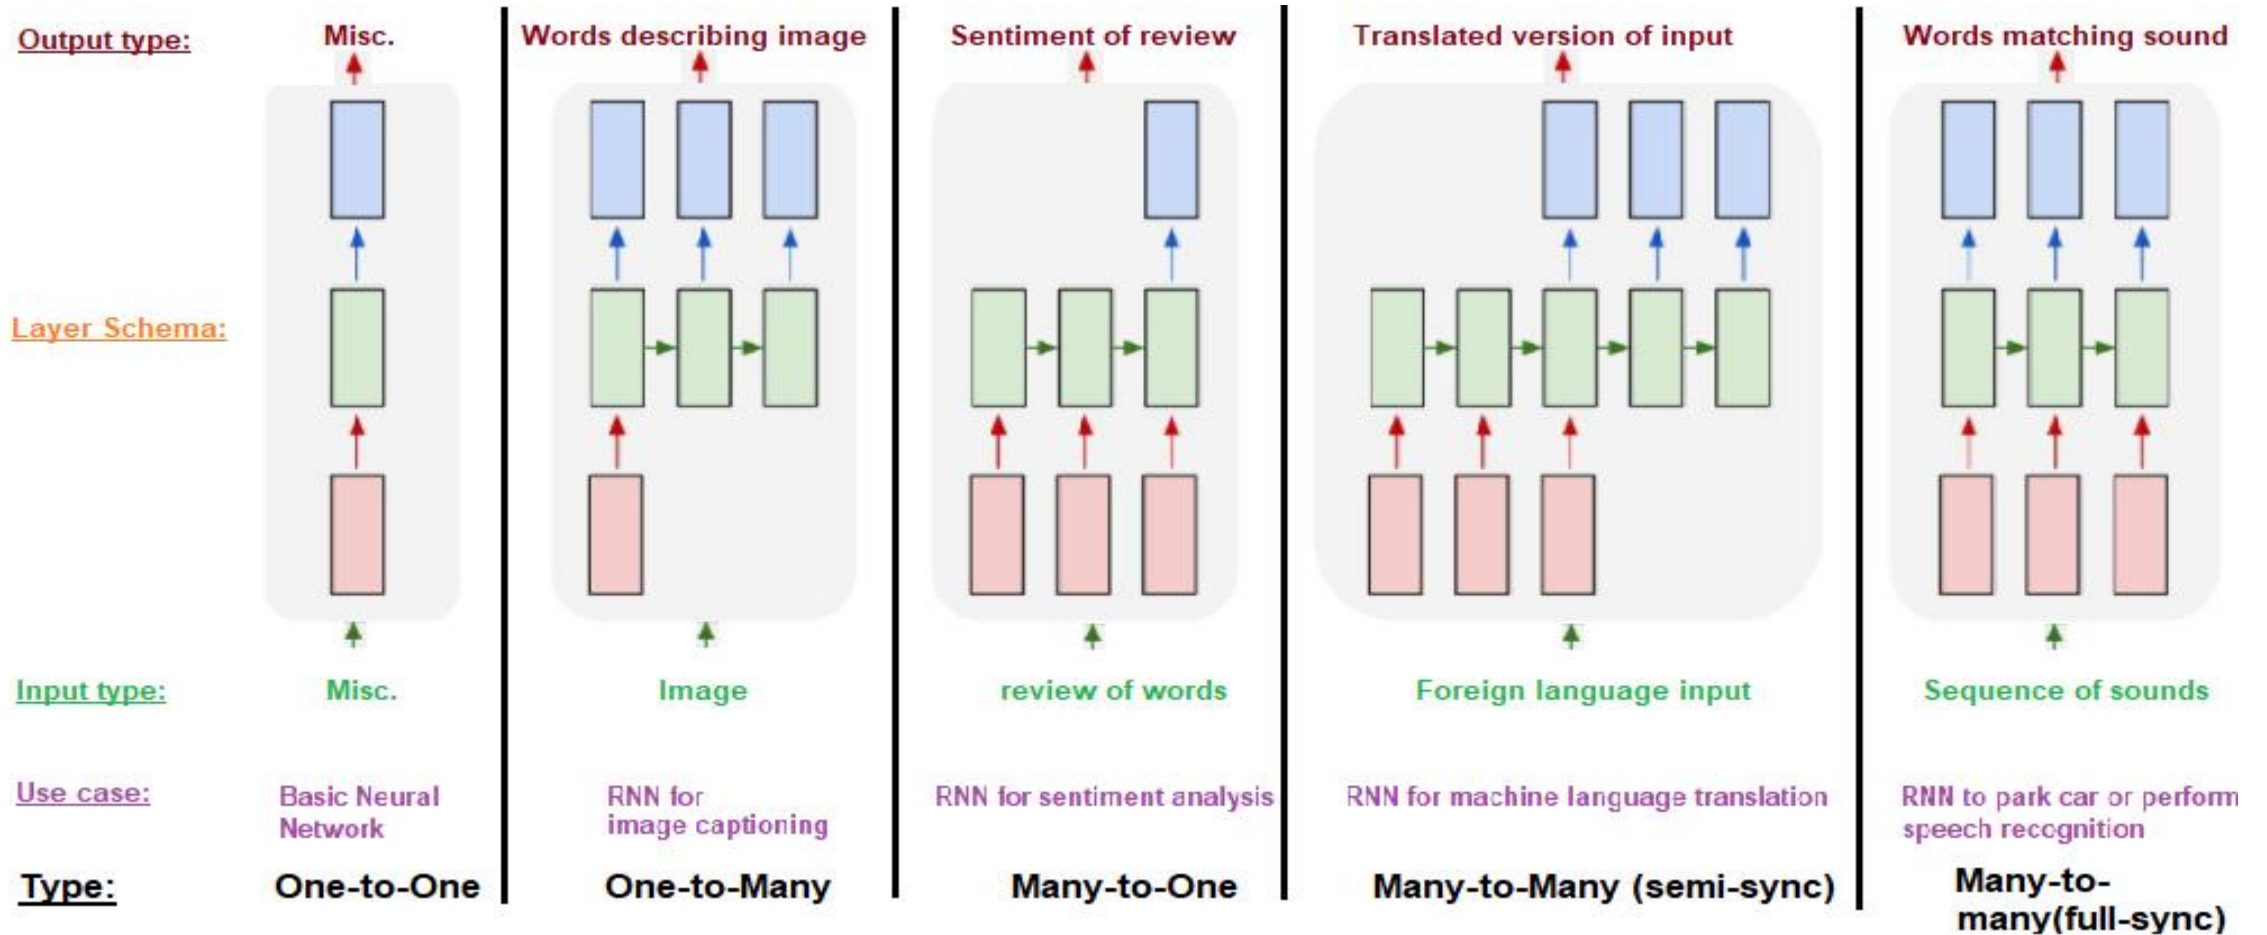 Output type: Misc. Words describing image Sentiment of review Translated version of input Words matching sound
Layer Schema:
Input type: Misc. Image review of words Foreign language input Sequence of sounds
Use case: Basic Neural RNN for RNN for sentiment analysis RNN for machine language translation RNN to park car or perform
Network image captioning speech recognition
Type: One-to-One One-to-Many Many-to-One Many-to-Many (semi-sync) Many-to-
many(full-sync)